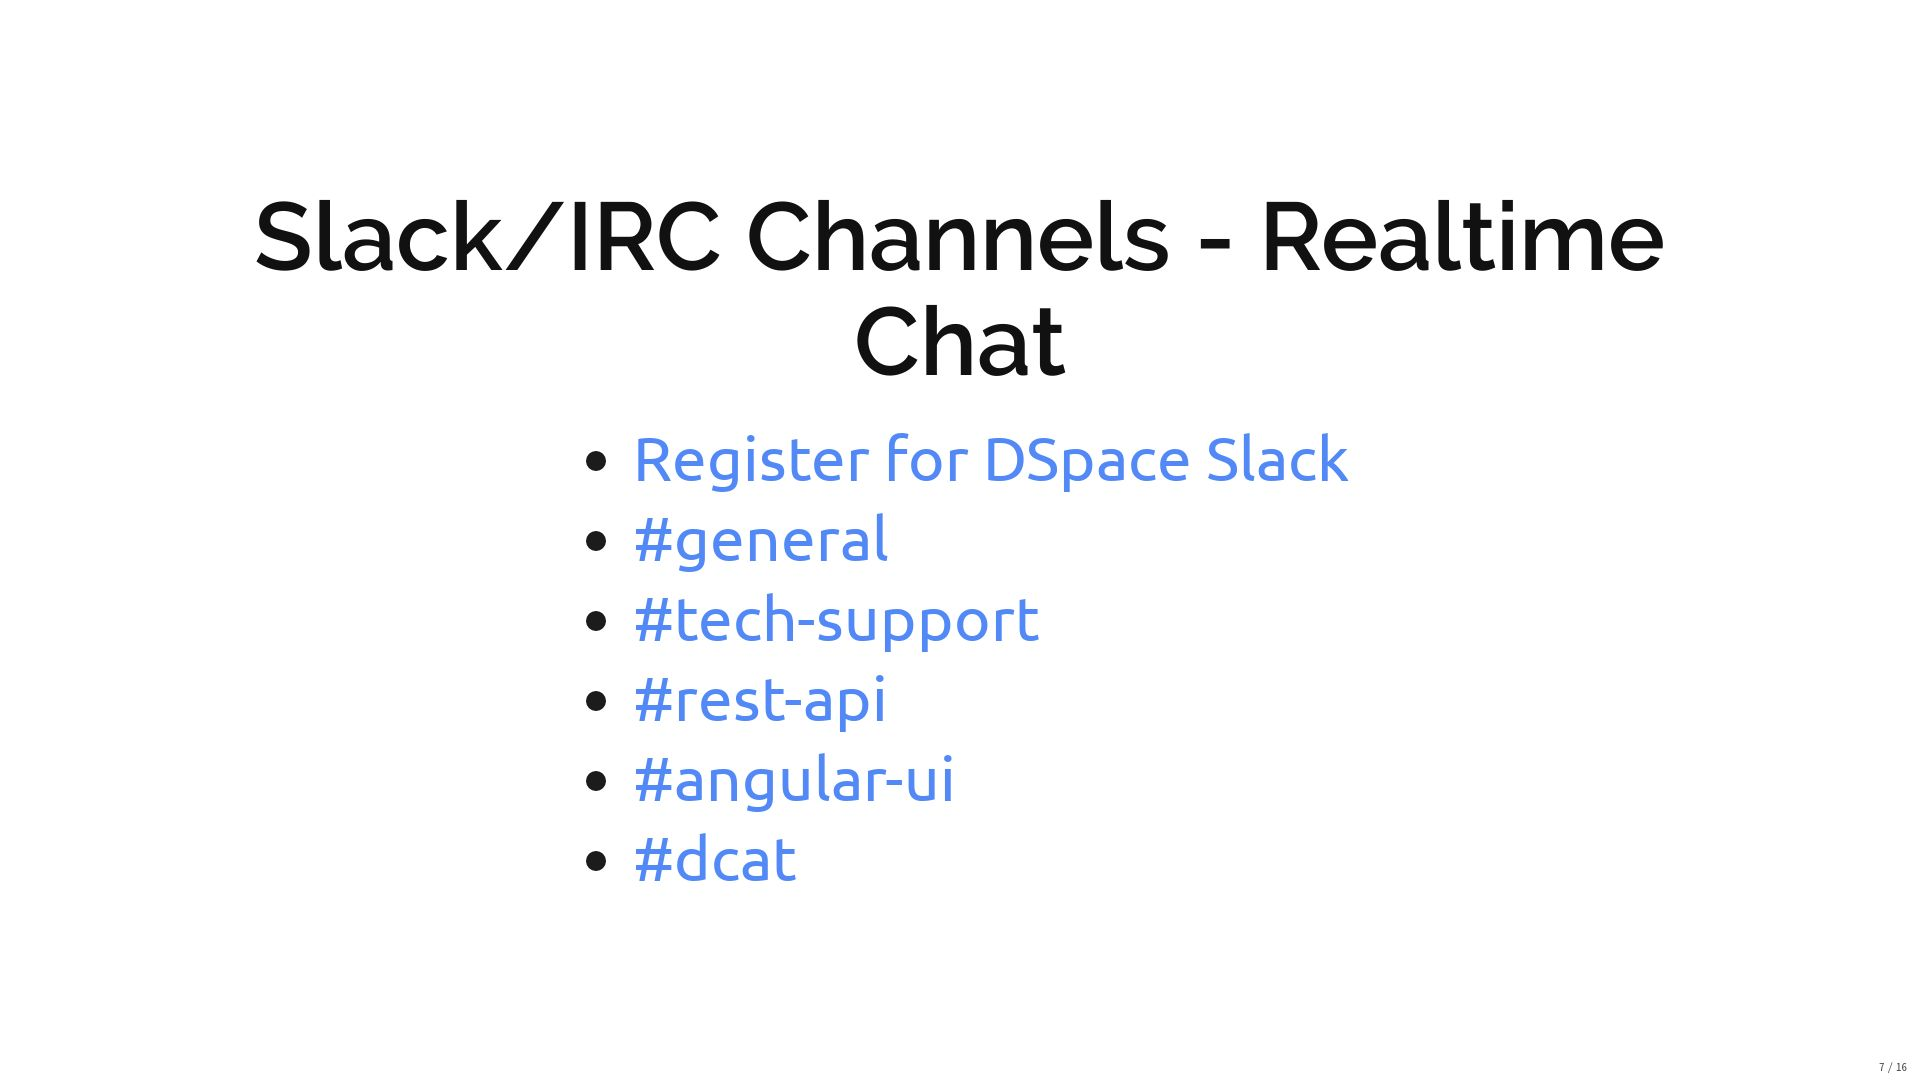 Slack/IRC Channels - Realtime
Chat
Register for DSpace Slack
#general
#tech-support
#rest-api
#angular-ui
#dcat
7 / 16